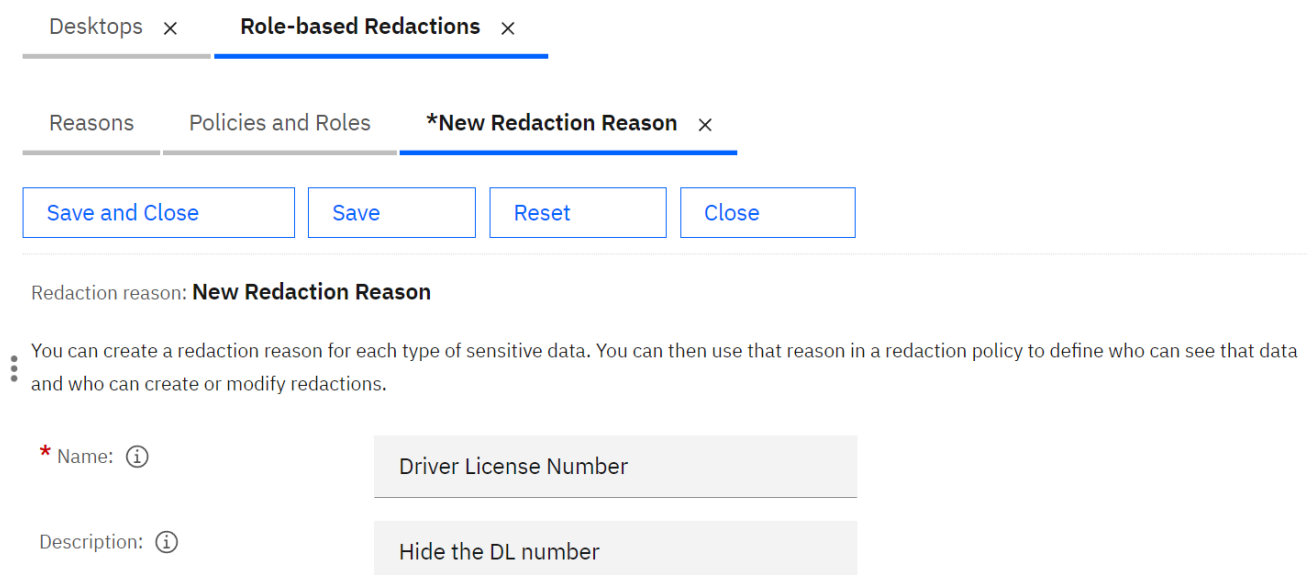 Desktops ×
Role-based Redactions ×
Reasons
Policies and Roles
*New Redaction Reason ×
Save and Close
Save
Reset
Close
Redaction reason: New Redaction Reason
You can create a redaction reason for each type of sensitive data. You can then use that reason in a redaction policy to define who can see that data
and who can create or modify redactions.
* Name:
Driver License Number
Description:
Hide the DL number